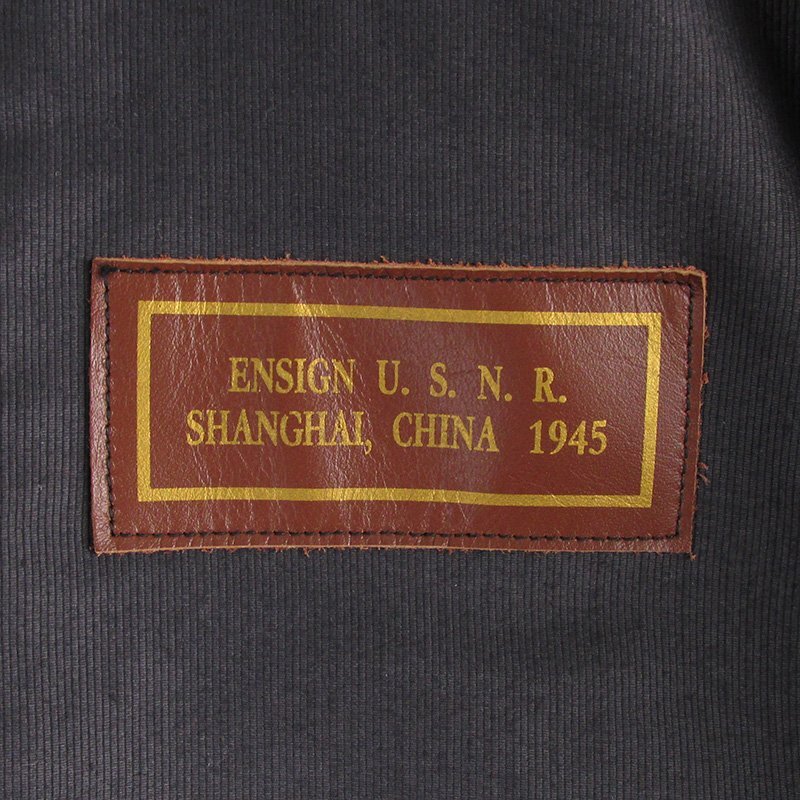 ENSIGN U. S. N. R.
SHANGHAI, CHINA 1945